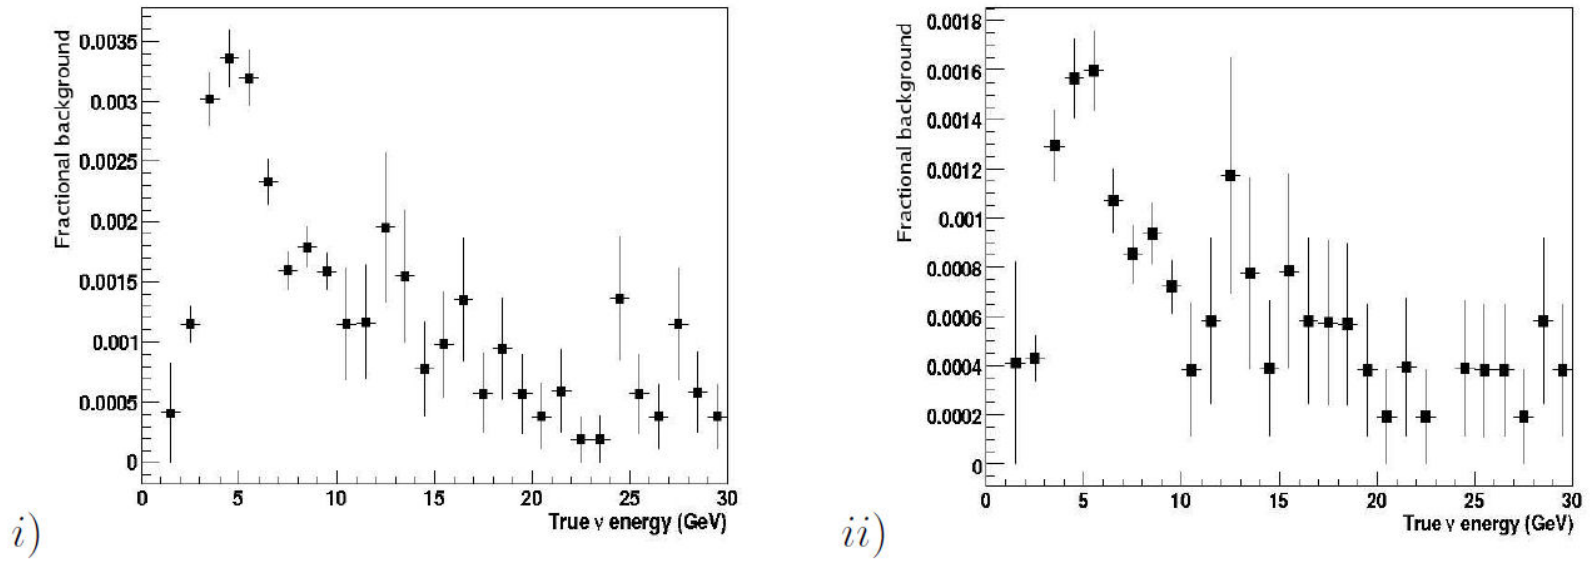 Fractional background
0.0035
0.003
0.0025
0.002
0.0015
0.001
0.0005
0
0 5 10 15 20 25 30
True ν energy (GeV)
i)
Fractional background
0.0018
0.0016
0.0014
0.0012
0.001
0.0008
0.0006
0.0004
0.0002
0
0 5 10 15 20 25 30
True ν energy (GeV)
ii)